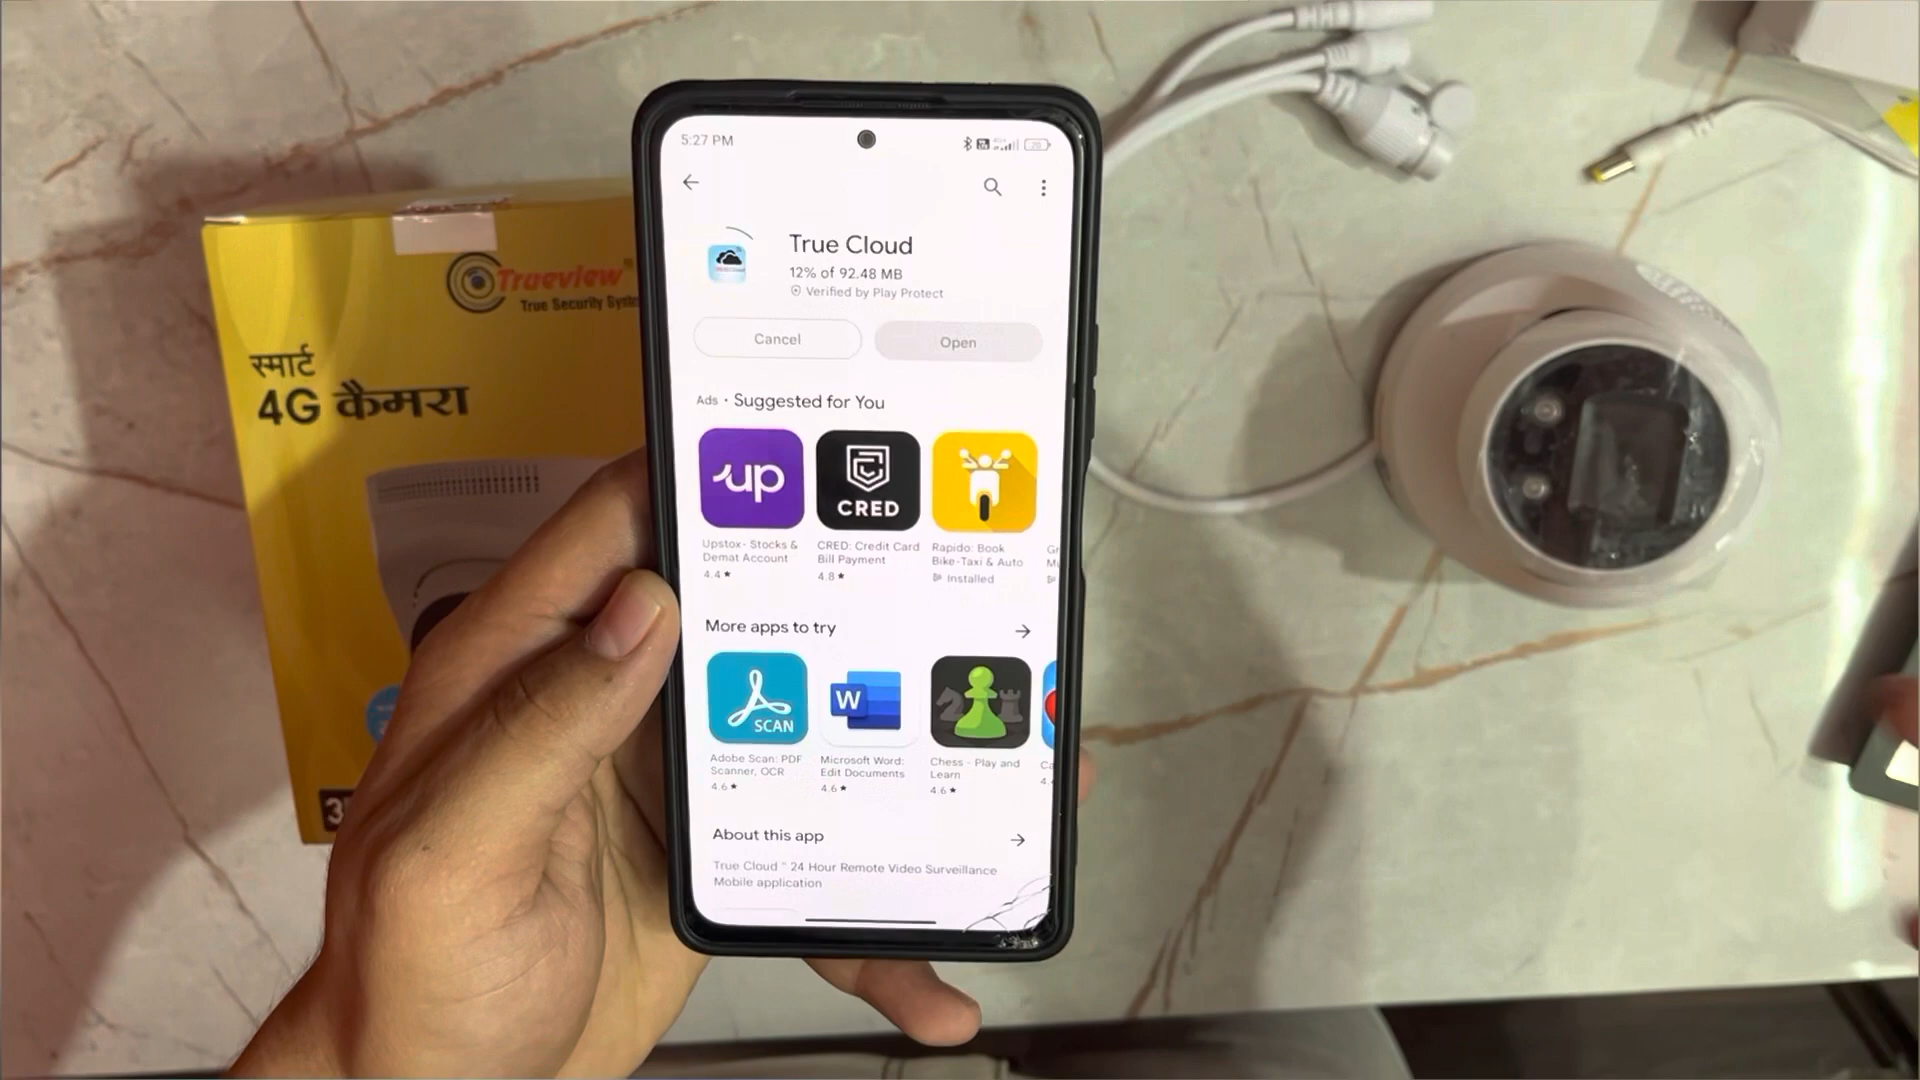 5:27 PM
20
True Cloud
12% of 92.48 MB
Verified by Play Protect
Cancel
Open
Ads • Suggested for You
up
CRED
Upstox - Stocks &
Demat Account
4.4 ★
CRED: Credit Card
Bill Payment
4.8 ★
Rapido: Book
Bike-Taxi & Auto
Installed
More apps to try
SCAN
W
Adobe Scan: PDF
Scanner, OCR
4.6 ★
Microsoft Word:
Edit Documents
4.6 ★
Chess - Play and
Learn
4.6 ★
About this app
True Cloud " 24 Hour Remote Video Surveillance
Mobile application
Trueview
True Security
स्मार्ट
4G कैमरा